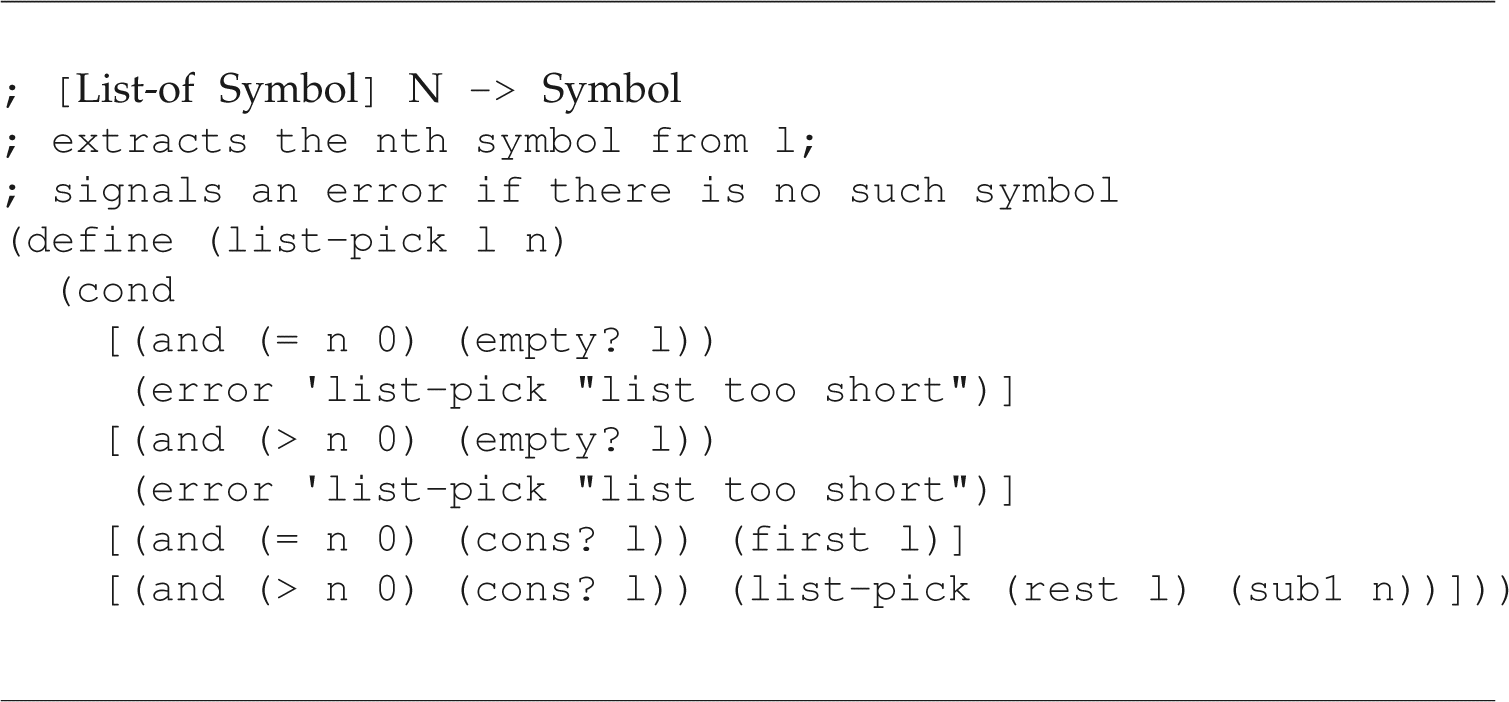 ; [List-of Symbol] N -> Symbol
; extracts the nth symbol from l;
; signals an error if there is no such symbol
(define (list-pick l n)
  (cond
    [(and (= n 0) (empty? l))
     (error 'list-pick "list too short")]
    [(and (> n 0) (empty? l))
     (error 'list-pick "list too short")]
    [(and (= n 0) (cons? l)) (first l)]
    [(and (> n 0) (cons? l)) (list-pick (rest l) (sub1 n))]))